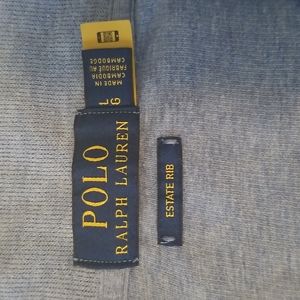 MADE IN
CAMBODIA
FABRIQUÉ AU
CAMBODGE
L
G
POLO
RALPH LAUREN
ESTATE RIB